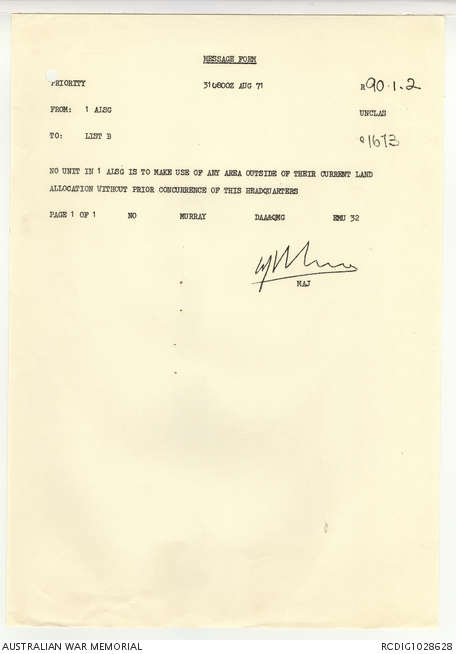 MESSAGE FORM
PRIORITY 310800Z AUG 71 R90.1.2
FROM: 1 ALSG UNCLAS
TO: LIST B 1673
NO UNIT IN 1 ALSG IS TO MAKE USE OF ANY AREA OUTSIDE OF THEIR CURRENT LAND
ALLOCATION WITHOUT PRIOR CONCURRENCE OF THIS HEADQUARTERS
PAGE 1 OF 1 NO MURRAY DAA&QMG EMU 32
MAJ
AUSTRALIAN WAR MEMORIAL RCDIG1028628